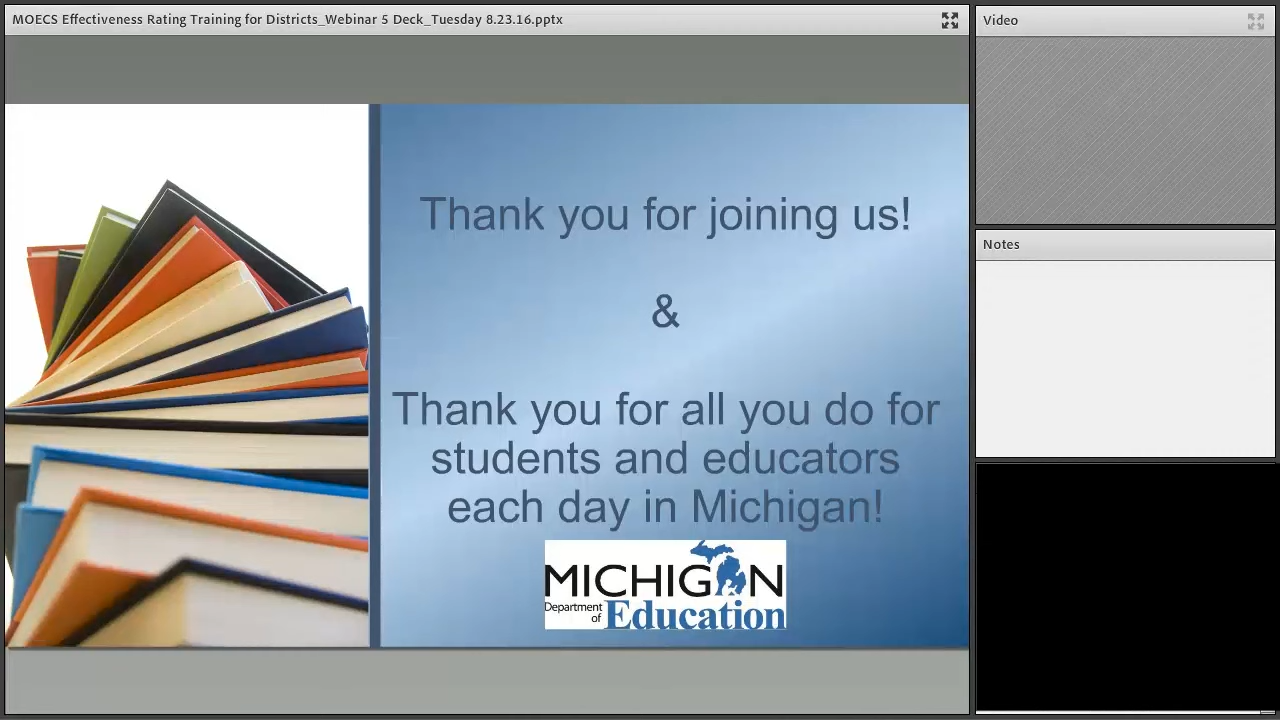 MOECS Effectiveness Rating Training for Districts_Webinar 5 Deck_Tuesday 8.23.16.pptx
Video
Notes
Thank you for joining us!
&
Thank you for all you do for
students and educators
each day in Michigan!
MICHIGAN
Department
of Education